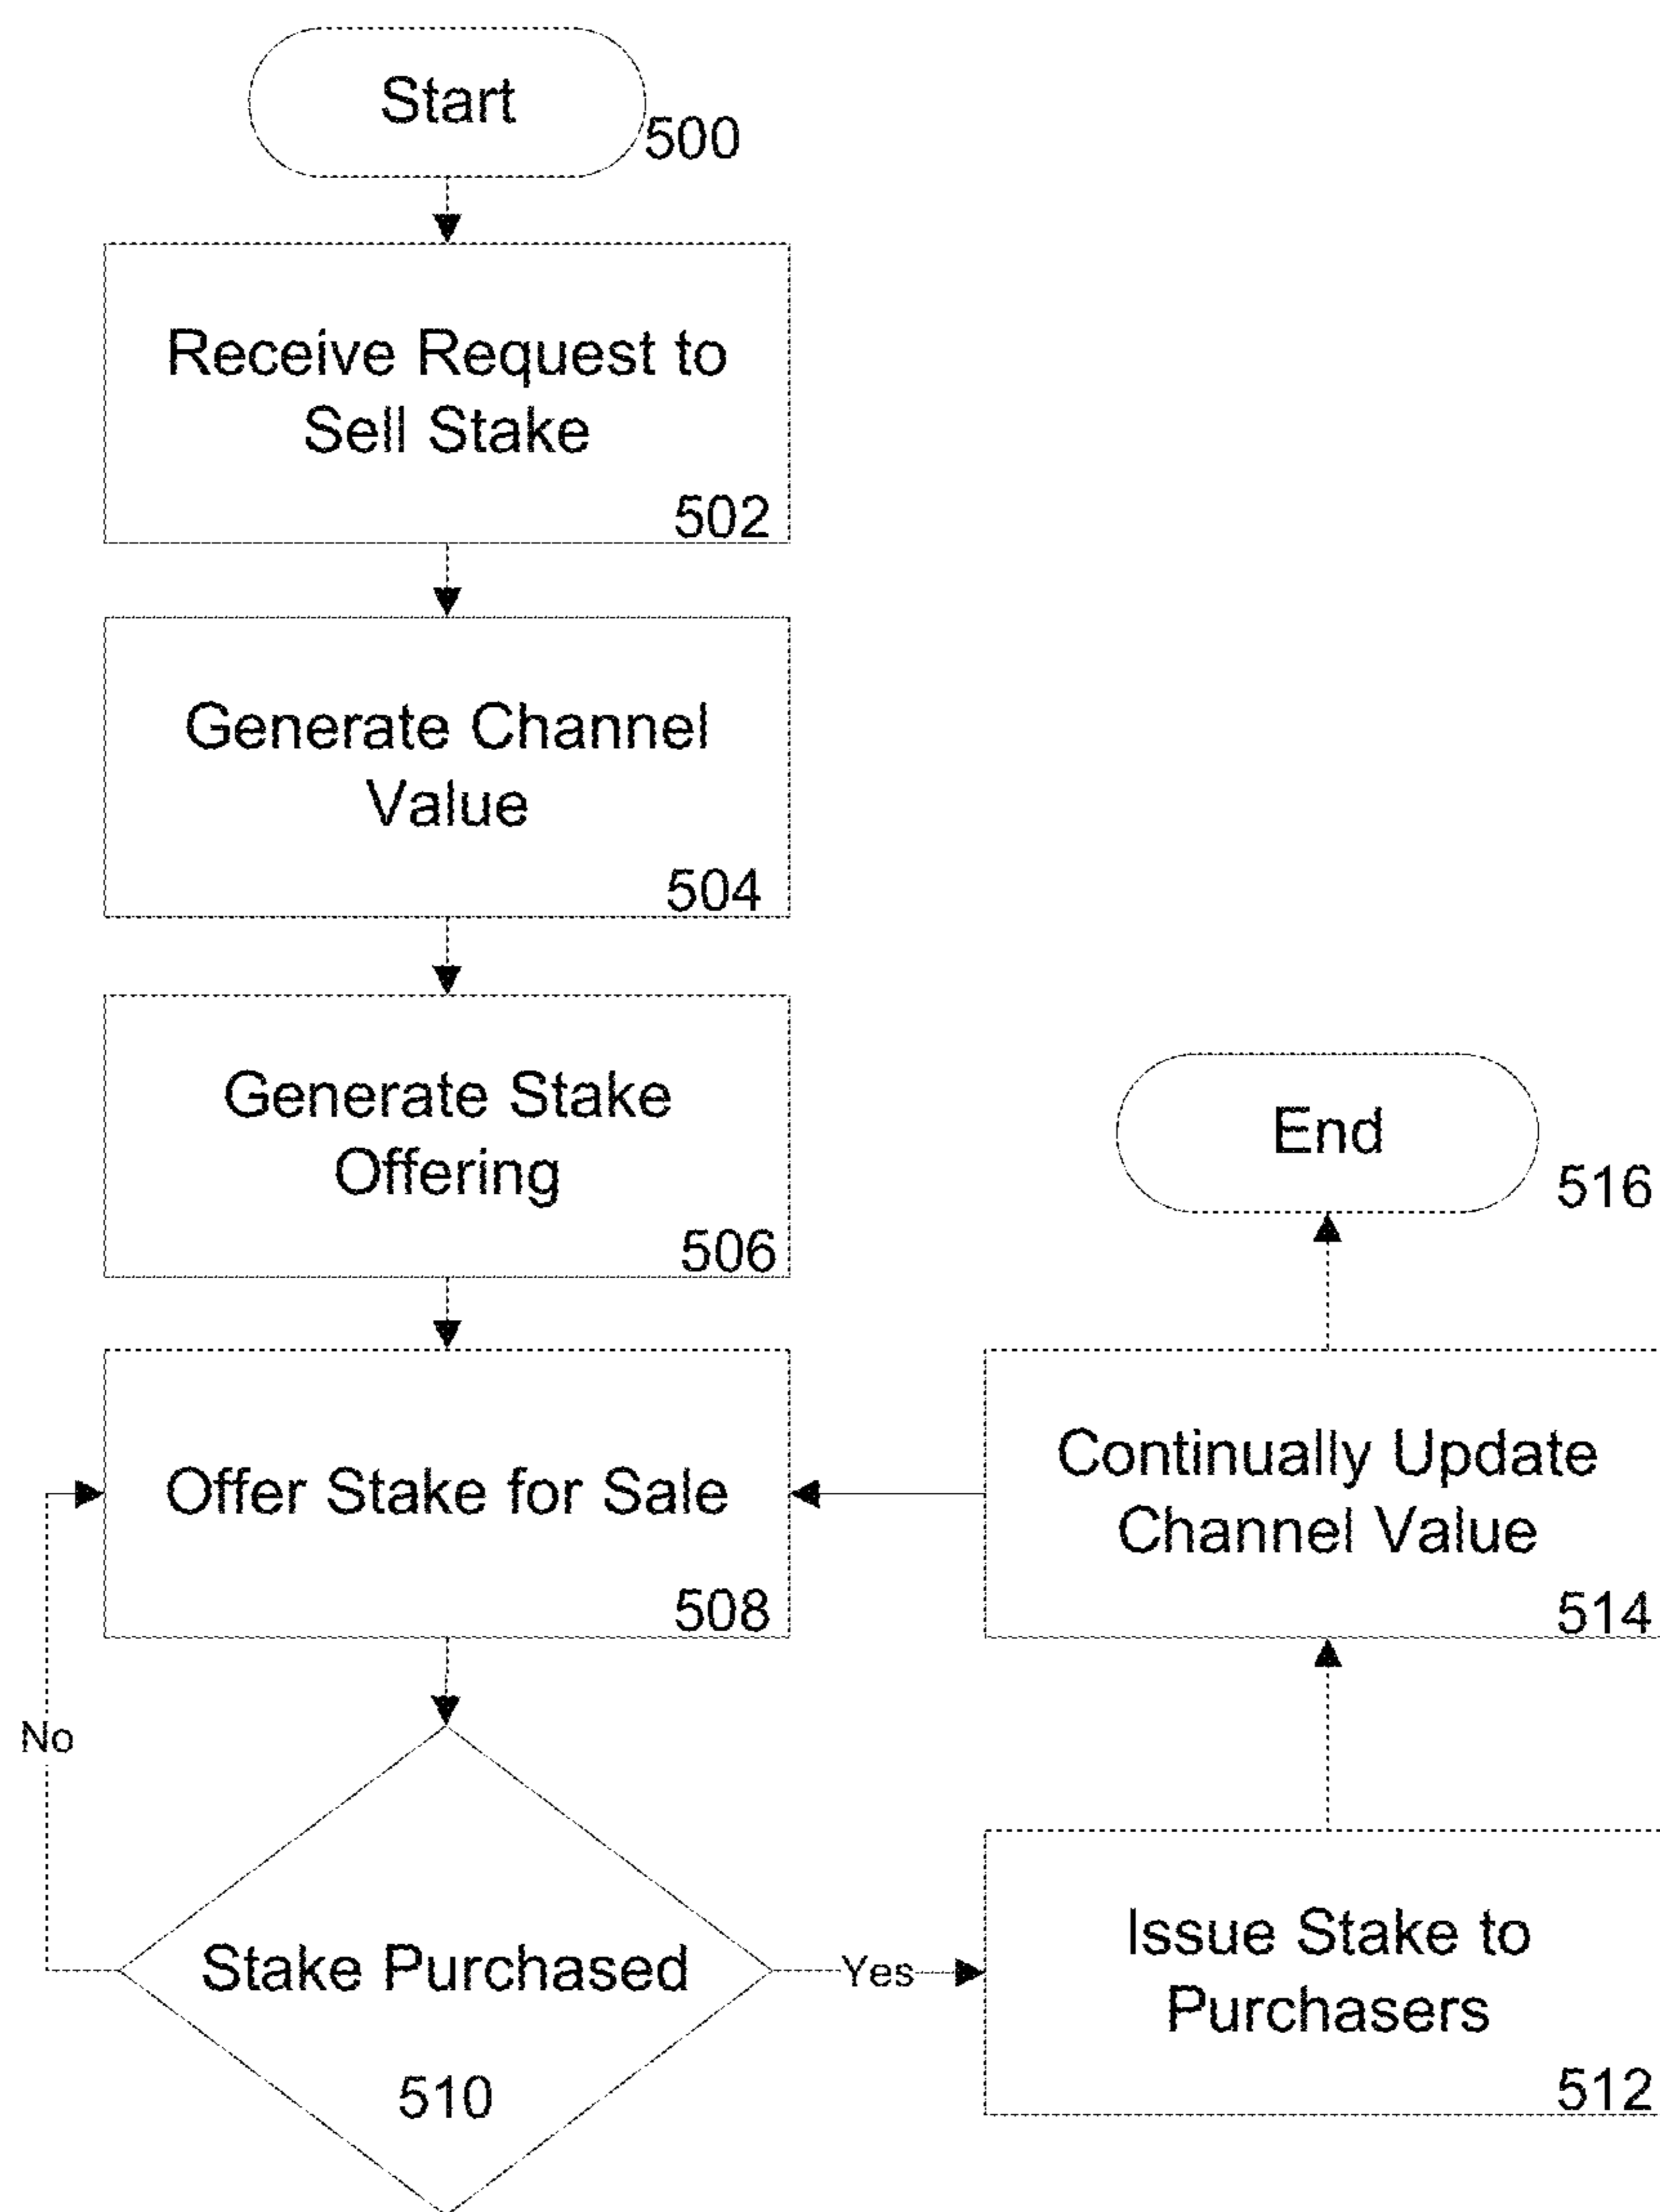 Start
500
Receive Request to
Sell Stake
502
Generate Channel
Value
504
Generate Stake
Offering
506
End
516
Offer Stake for Sale
508
Continually Update
Channel Value
514
No
Stake Purchased
510
Yes
Issue Stake to
Purchasers
512